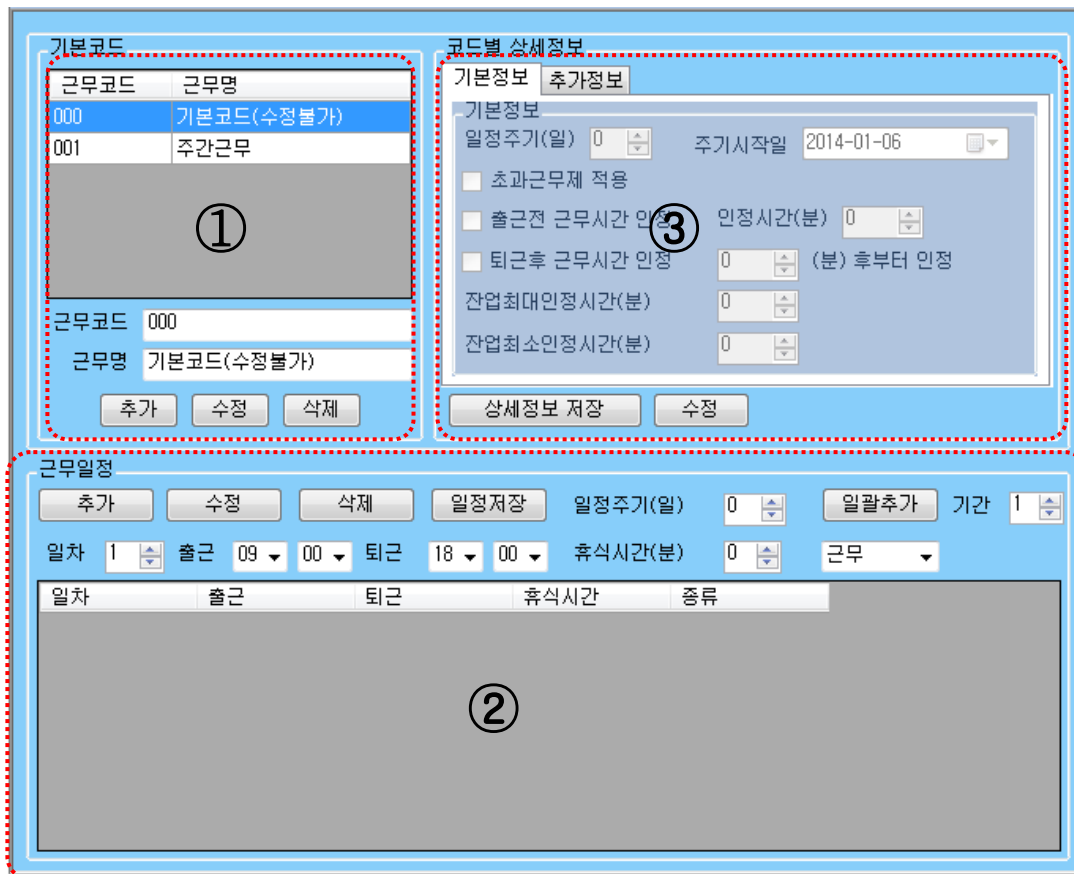 기본코드
근무코드 근무명
000 기본코드(수정불가)
001 주간근무
①
근무코드 000
근무명 기본코드(수정불가)
추가 수정 삭제
코드별 상세정보
기본정보 추가정보
기본정보
일정주기(일) 0 주기시작일 2014-01-06
초과근무제 적용
출근전 근무시간 인정 인정시간(분) 0
③
퇴근후 근무시간 인정 0 (분) 후부터 인정
잔업최대인정시간(분) 0
잔업최소인정시간(분) 0
상세정보 저장 수정
근무일정
추가 수정 삭제 일정저장 일정주기(일) 0 일괄추가 기간 1
일차 1 출근 09 00 퇴근 18 00 휴식시간(분) 0 근무
일차 출근 퇴근 휴식시간 종류
②